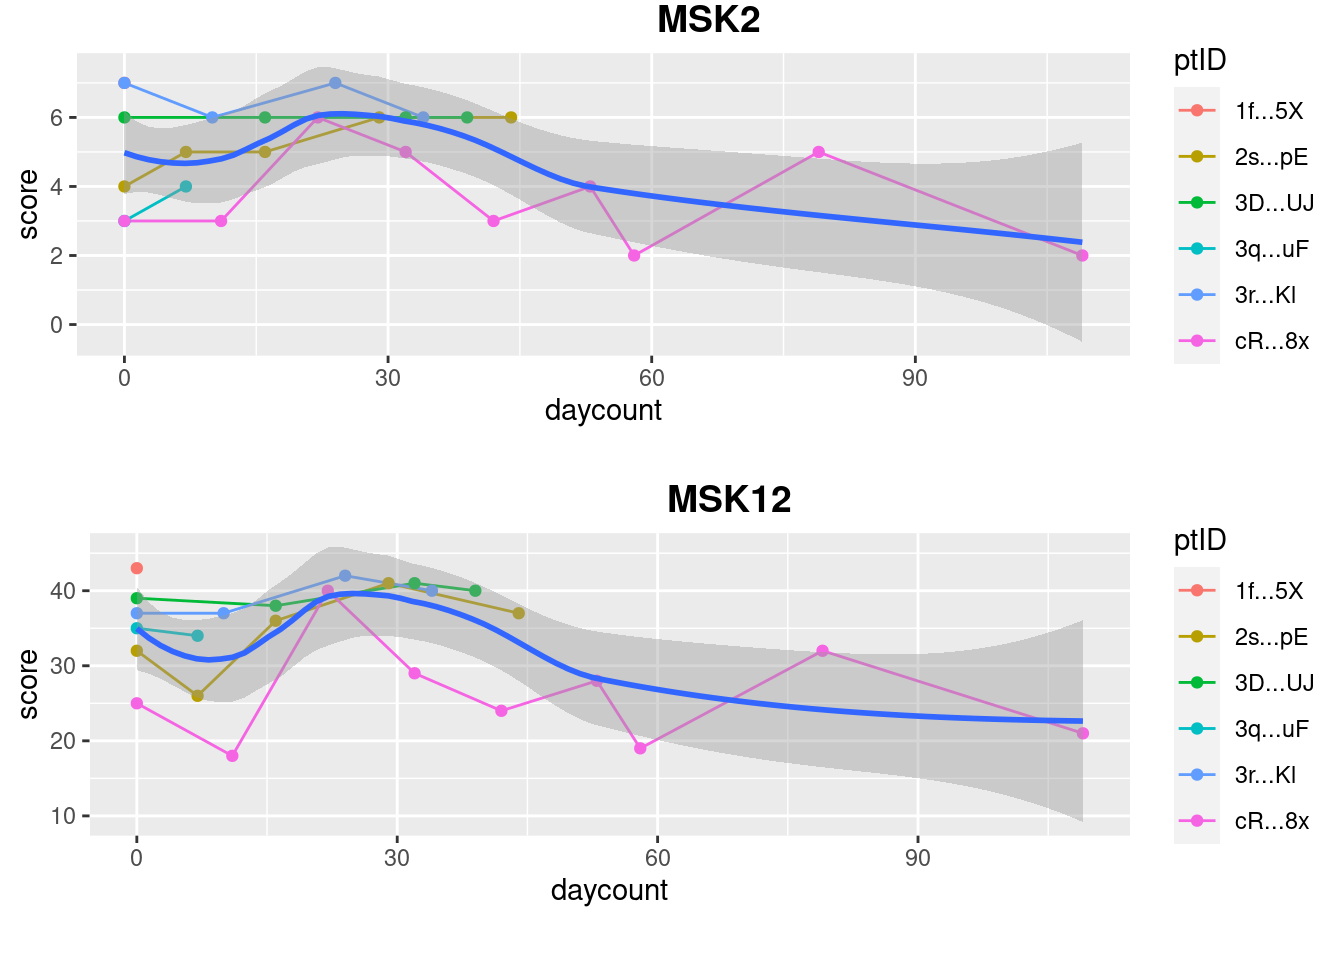 MSK2
score
6
4
2
0
0 30 60 90
daycount
ptID
1f...5X
2s...pE
3D...UJ
3q...uF
3r...Kl
cR...8x
MSK12
score
40
30
20
10
0 30 60 90
daycount
ptID
1f...5X
2s...pE
3D...UJ
3q...uF
3r...Kl
cR...8x